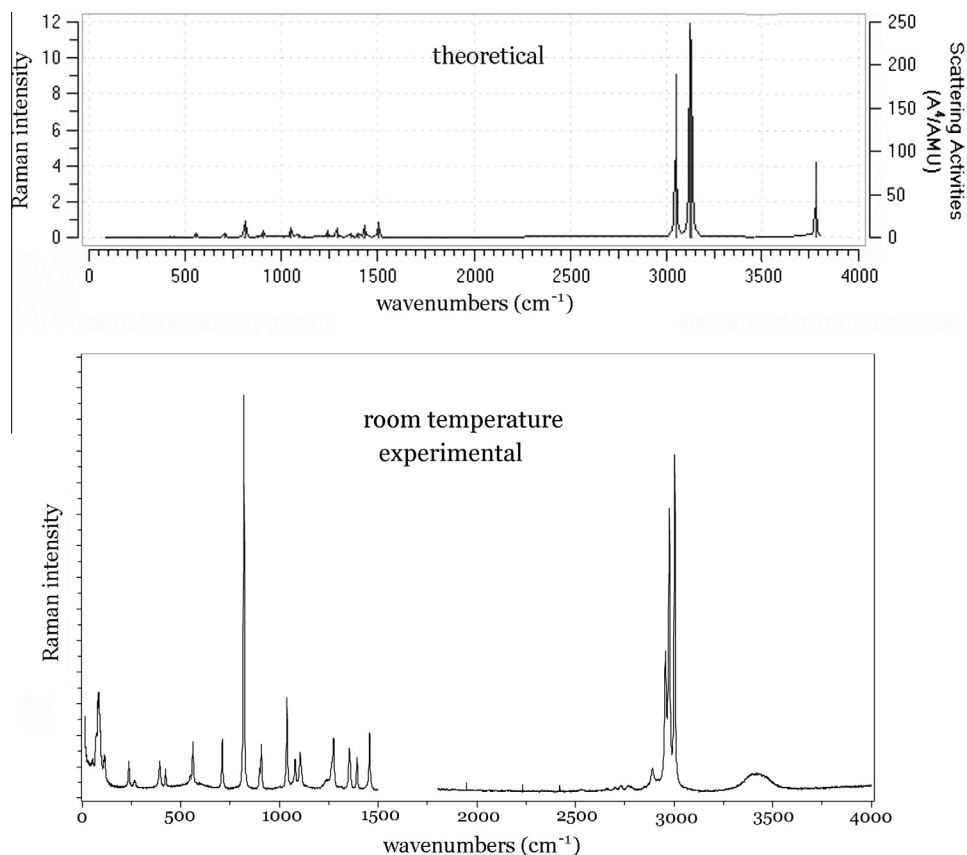 12
10
8
6
4
2
0
Raman intensity
theoretical
250
200
150
100
50
0
Scattering Activities
(A⁴/AMU)
0 500 1000 1500 2000 2500 3000 3500 4000
wavenumbers (cm⁻¹)
room temperature
experimental
Raman intensity
0 500 1000 1500 2000 2500 3000 3500 4000
wavenumbers (cm⁻¹)